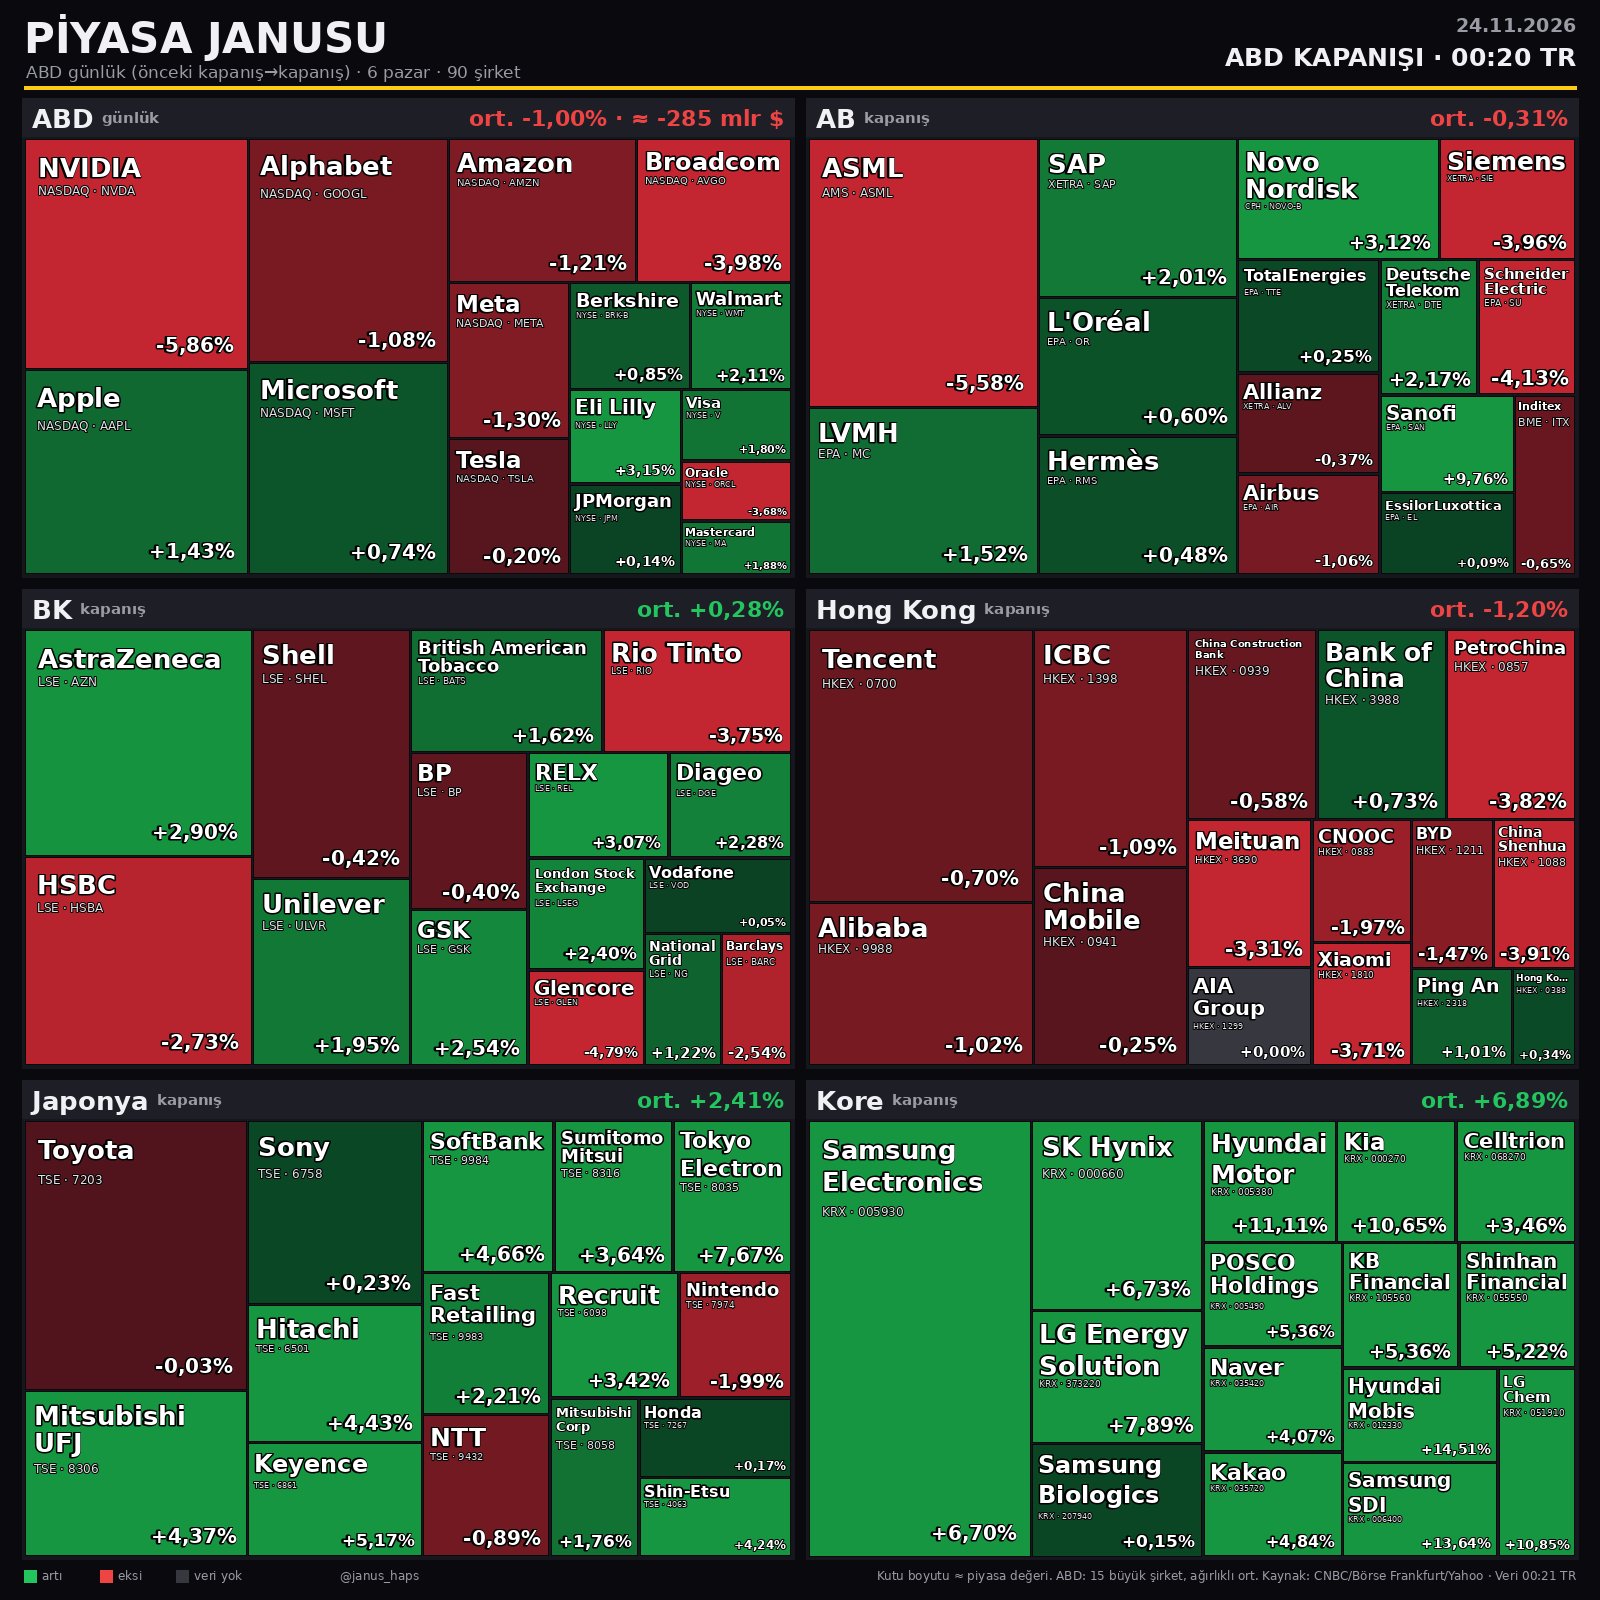 PİYASA JANUSU
24.11.2026
ABD günlük (önceki kapanış→kapanış) · 6 pazar · 90 şirket
ABD KAPANIŞI · 00:20 TR
ABD günlük ort. -1,00% · ≈ -285 mlr $
NVIDIA
NASDAQ · NVDA
-5,86%
Alphabet
NASDAQ · GOOGL
-1,08%
Amazon
NASDAQ · AMZN
-1,21%
Broadcom
NASDAQ · AVGO
-3,98%
Apple
NASDAQ · AAPL
+1,43%
Microsoft
NASDAQ · MSFT
+0,74%
Meta
NASDAQ · META
-1,30%
Tesla
NASDAQ · TSLA
-0,20%
Berkshire
NYSE · BRK-B
+0,85%
Walmart
NYSE · WMT
+2,11%
Eli Lilly
NYSE · LLY
+3,15%
Visa
NYSE · V
+1,80%
JPMorgan
NYSE · JPM
+0,14%
Oracle
NYSE · ORCL
-3,68%
Mastercard
NYSE · MA
+1,88%
AB kapanış ort. -0,31%
ASML
AMS · ASML
-5,58%
SAP
XETRA · SAP
+2,01%
Novo
Nordisk
CPH · NOVO-B
+3,12%
Siemens
XETRA · SIE
-3,96%
LVMH
EPA · MC
+1,52%
L'Oréal
EPA · OR
+0,60%
Hermès
EPA · RMS
+0,48%
TotalEnergies
EPA · TTE
+0,25%
Deutsche
Telekom
XETRA · DTE
+2,17%
Schneider
Electric
EPA · SU
-4,13%
Allianz
XETRA · ALV
-0,37%
Airbus
EPA · AIR
-1,06%
Sanofi
EPA · SAN
+9,76%
Inditex
BME · ITX
-0,65%
EssilorLuxottica
EPA · EL
+0,09%
BK kapanış ort. +0,28%
AstraZeneca
LSE · AZN
+2,90%
Shell
LSE · SHEL
-0,42%
British American
Tobacco
LSE · BATS
+1,62%
Rio Tinto
LSE · RIO
-3,75%
HSBC
LSE · HSBA
-2,73%
Unilever
LSE · ULVR
+1,95%
BP
LSE · BP
-0,40%
GSK
LSE · GSK
+2,54%
RELX
LSE · REL
+3,07%
Diageo
LSE · DGE
+2,28%
London Stock
Exchange
LSE · LSEG
+2,40%
Vodafone
LSE · VOD
+0,05%
Glencore
LSE · GLEN
-4,79%
National
Grid
LSE · NG
+1,22%
Barclays
LSE · BARC
-2,54%
Hong Kong kapanış ort. -1,20%
Tencent
HKEX · 0700
-0,70%
ICBC
HKEX · 1398
-1,09%
China Construction
Bank
HKEX · 0939
-0,58%
Bank of
China
HKEX · 3988
+0,73%
PetroChina
HKEX · 0857
-3,82%
Alibaba
HKEX · 9988
-1,02%
China
Mobile
HKEX · 0941
-0,25%
Meituan
HKEX · 3690
-3,31%
CNOOC
HKEX · 0883
-1,97%
BYD
HKEX · 1211
-1,47%
China
Shenhua
HKEX · 1088
-3,91%
AIA
Group
HKEX · 1299
+0,00%
Xiaomi
HKEX · 1810
-3,71%
Ping An
HKEX · 2318
+1,01%
Hong Ko...
HKEX · 0388
+0,34%
Japonya kapanış ort. +2,41%
Toyota
TSE · 7203
-0,03%
Sony
TSE · 6758
+0,23%
SoftBank
TSE · 9984
+4,66%
Sumitomo
Mitsui
TSE · 8316
+3,64%
Tokyo
Electron
TSE · 8035
+7,67%
Mitsubishi
UFJ
TSE · 8306
+4,37%
Hitachi
TSE · 6501
+4,43%
Keyence
TSE · 6861
+5,17%
Fast
Retailing
TSE · 9983
+2,21%
Recruit
TSE · 6098
+3,42%
Nintendo
TSE · 7974
-1,99%
NTT
TSE · 9432
-0,89%
Mitsubishi
Corp
TSE · 8058
+1,76%
Honda
TSE · 7267
+0,17%
Shin-Etsu
TSE · 4063
+4,24%
Kore kapanış ort. +6,89%
Samsung
Electronics
KRX · 005930
+6,70%
SK Hynix
KRX · 000660
+6,73%
Hyundai
Motor
KRX · 005380
+11,11%
Kia
KRX · 000270
+10,65%
Celltrion
KRX · 068270
+3,46%
LG Energy
Solution
KRX · 373220
+7,89%
Samsung
Biologics
KRX · 207940
+0,15%
POSCO
Holdings
KRX · 005490
+5,36%
KB
Financial
KRX · 105560
+5,36%
Shinhan
Financial
KRX · 055550
+5,22%
Naver
KRX · 035420
+4,07%
Kakao
KRX · 035720
+4,84%
Hyundai
Mobis
KRX · 012330
+14,51%
LG
Chem
KRX · 051910
+10,85%
Samsung
SDI
KRX · 006400
+13,64%
artı eksi veri yok @janus_haps
Kutu boyutu ≈ piyasa değeri. ABD: 15 büyük şirket, ağırlıklı ort. Kaynak: CNBC/Börse Frankfurt/Yahoo · Veri 00:21 TR